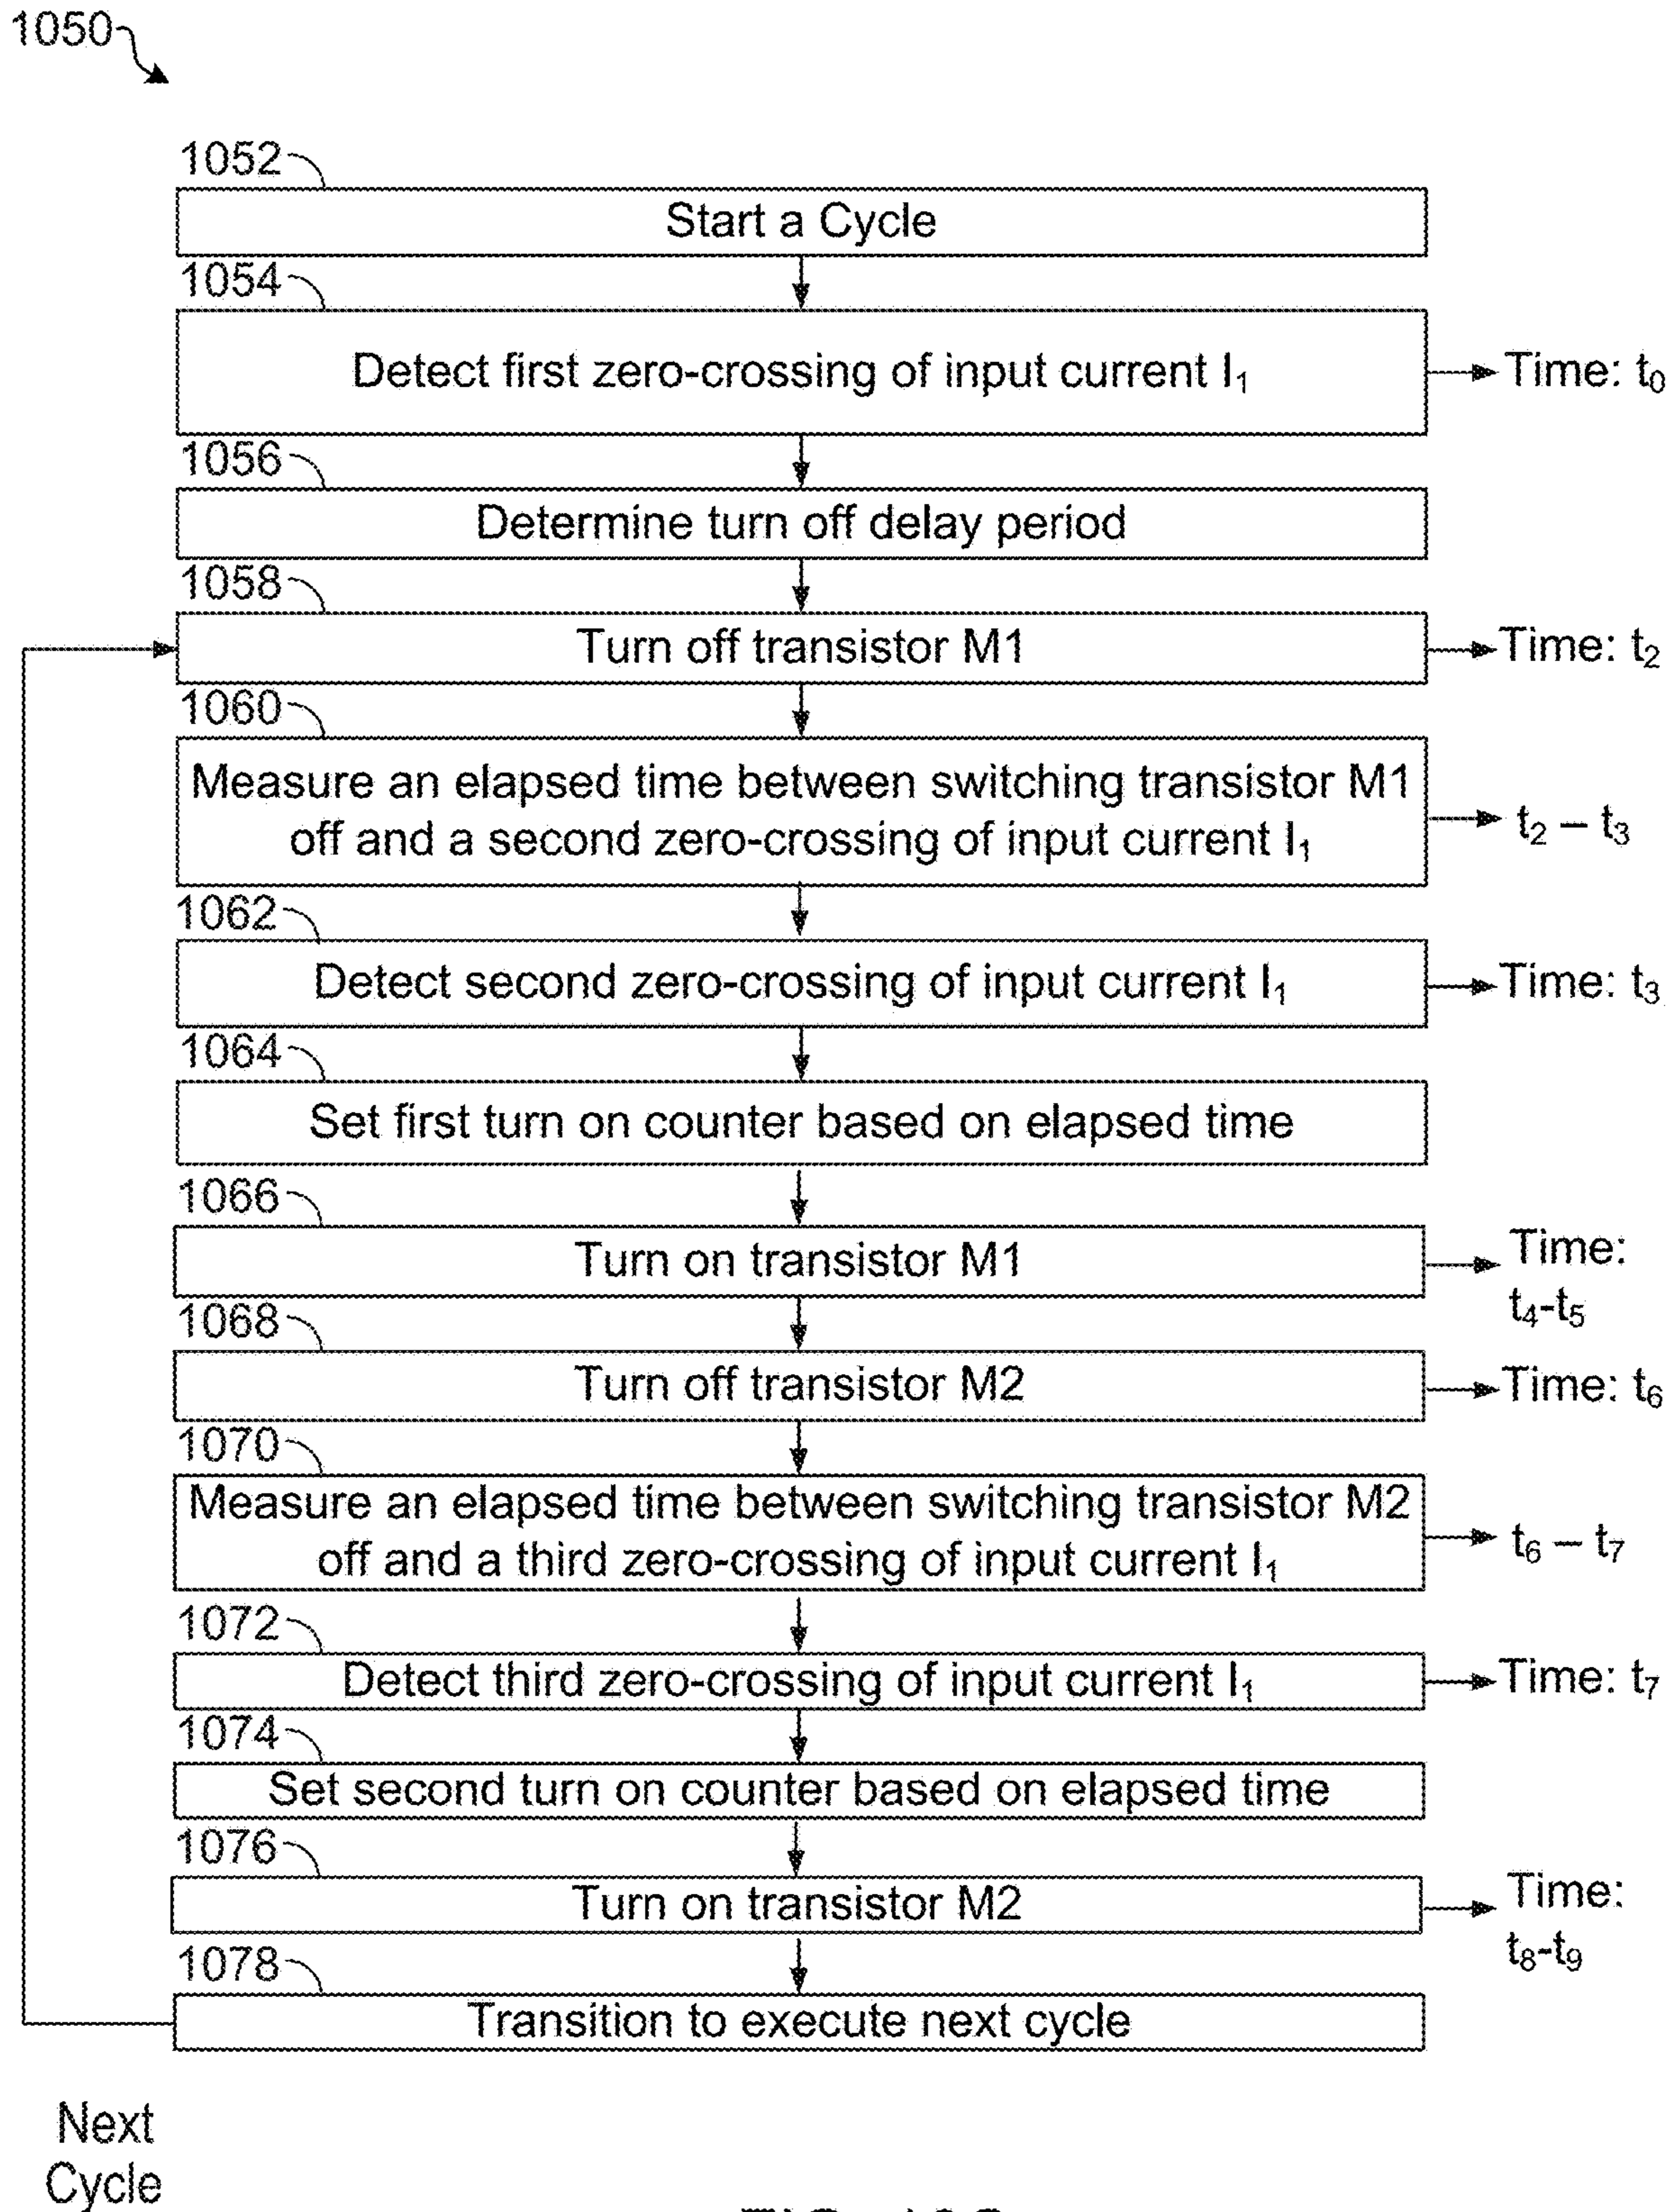 1050
1052
Start a Cycle
1054
Detect first zero-crossing of input current I₁
Time: t₀
1056
Determine turn off delay period
1058
Turn off transistor M1
Time: t₂
1060
Measure an elapsed time between switching transistor M1
off and a second zero-crossing of input current I₁
t₂ – t₃
1062
Detect second zero-crossing of input current I₁
Time: t₃
1064
Set first turn on counter based on elapsed time
1066
Turn on transistor M1
Time:
t₄-t₅
1068
Turn off transistor M2
Time: t₆
1070
Measure an elapsed time between switching transistor M2
off and a third zero-crossing of input current I₁
t₆ – t₇
1072
Detect third zero-crossing of input current I₁
Time: t₇
1074
Set second turn on counter based on elapsed time
1076
Turn on transistor M2
Time:
t₈-t₉
1078
Transition to execute next cycle
Next
Cycle